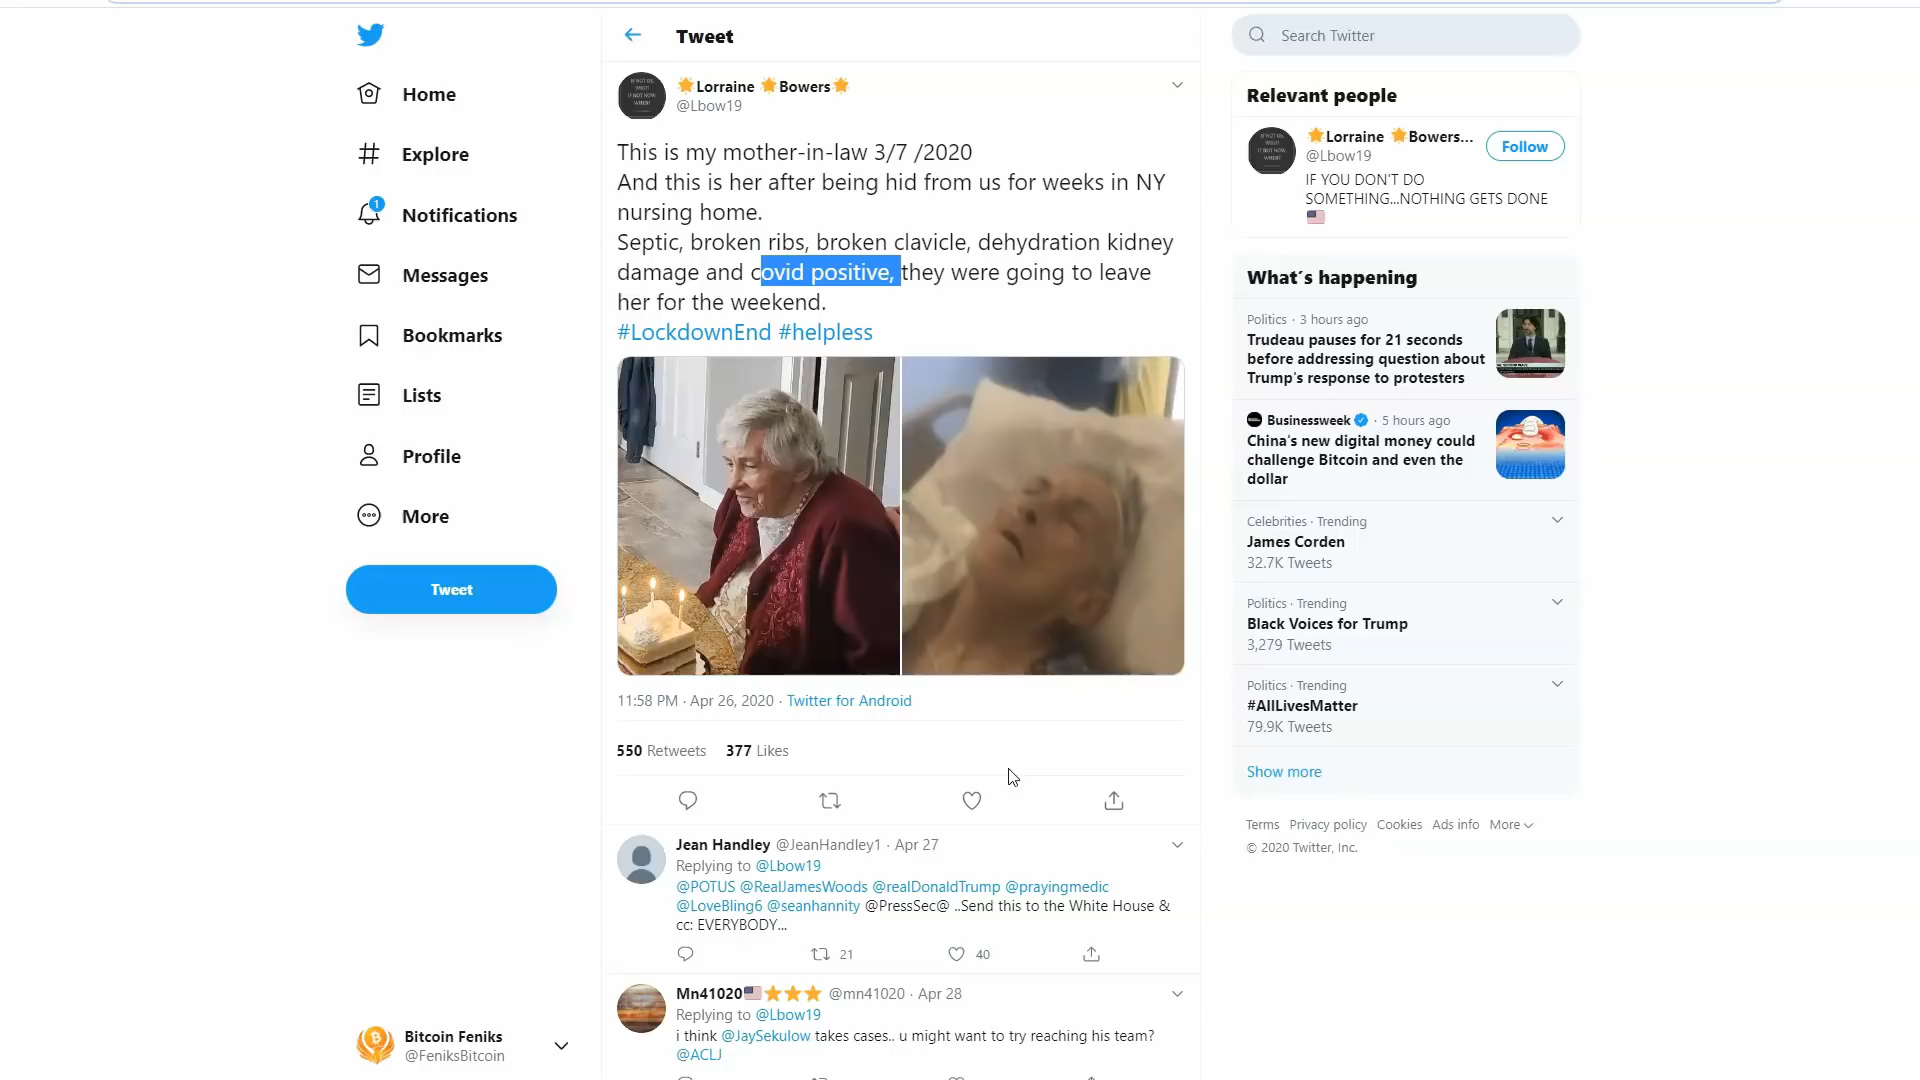 Tweet
Search Twitter
Home
Explore
1
Notifications
Messages
Bookmarks
Lists
Profile
More
Tweet
Bitcoin Feniks
@FeniksBitcoin
Lorraine Bowers
@Lbow19
This is my mother-in-law 3/7 /2020
And this is her after being hid from us for weeks in NY
nursing home.
Septic, broken ribs, broken clavicle, dehydration kidney
damage and covid positive, they were going to leave
her for the weekend.
#LockdownEnd #helpless
11:58 PM · Apr 26, 2020 · Twitter for Android
550 Retweets 377 Likes
Jean Handley @JeanHandley1 · Apr 27
Replying to @Lbow19
@POTUS @RealJamesWoods @realDonaldTrump @prayingmedic
@LoveBling6 @seanhannity @PressSec@ ..Send this to the White House &
cc: EVERYBODY...
21 40
Mn41020 @mn41020 · Apr 28
Replying to @Lbow19
i think @JaySekulow takes cases.. u might want to try reaching his team?
@ACLJ
Relevant people
Lorraine Bowers...
@Lbow19
Follow
IF YOU DON'T DO
SOMETHING...NOTHING GETS DONE
What's happening
Politics · 3 hours ago
Trudeau pauses for 21 seconds
before addressing question about
Trump's response to protesters
Businessweek · 5 hours ago
China's new digital money could
challenge Bitcoin and even the
dollar
Celebrities · Trending
James Corden
32.7K Tweets
Politics · Trending
Black Voices for Trump
3,279 Tweets
Politics · Trending
#AllLivesMatter
79.9K Tweets
Show more
Terms Privacy policy Cookies Ads info More
© 2020 Twitter, Inc.